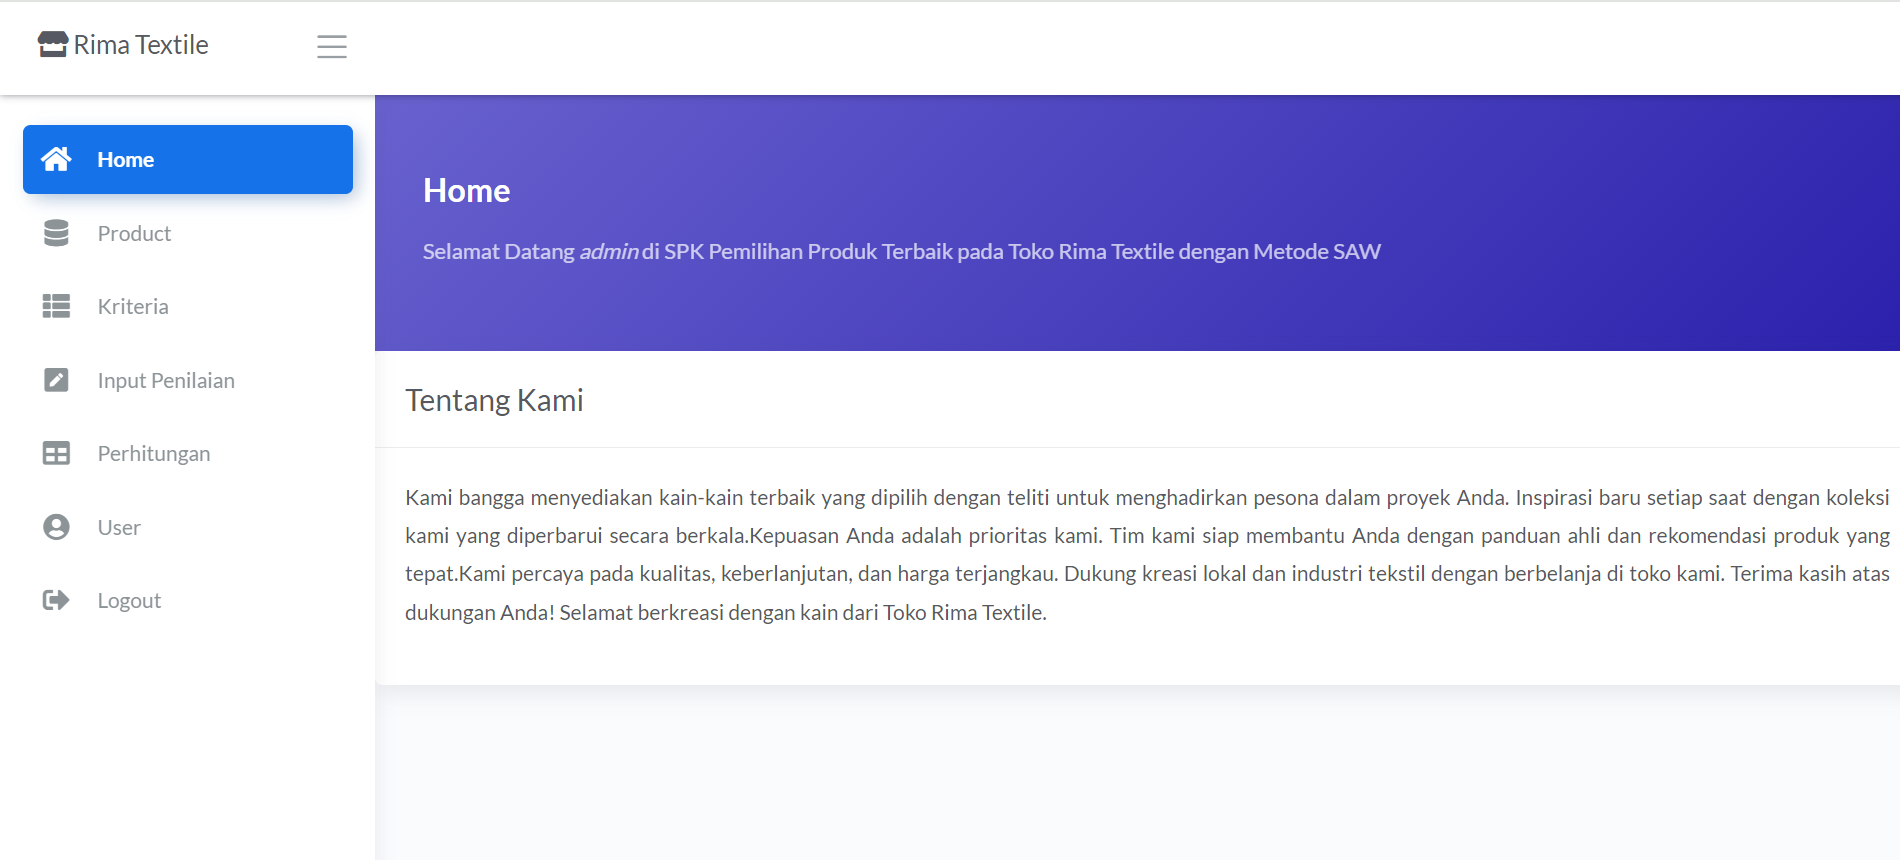 Rima Textile
Home
Product
Kriteria
Input Penilaian
Perhitungan
User
Logout
Home
Selamat Datang admin di SPK Pemilihan Produk Terbaik pada Toko Rima Textile dengan Metode SAW
Tentang Kami
Kami bangga menyediakan kain-kain terbaik yang dipilih dengan teliti untuk menghadirkan pesona dalam proyek Anda. Inspirasi baru setiap saat dengan koleksi
kami yang diperbarui secara berkala.Kepuasan Anda adalah prioritas kami. Tim kami siap membantu Anda dengan panduan ahli dan rekomendasi produk yang
tepat.Kami percaya pada kualitas, keberlanjutan, dan harga terjangkau. Dukung kreasi lokal dan industri tekstil dengan berbelanja di toko kami. Terima kasih atas
dukungan Anda! Selamat berkreasi dengan kain dari Toko Rima Textile.